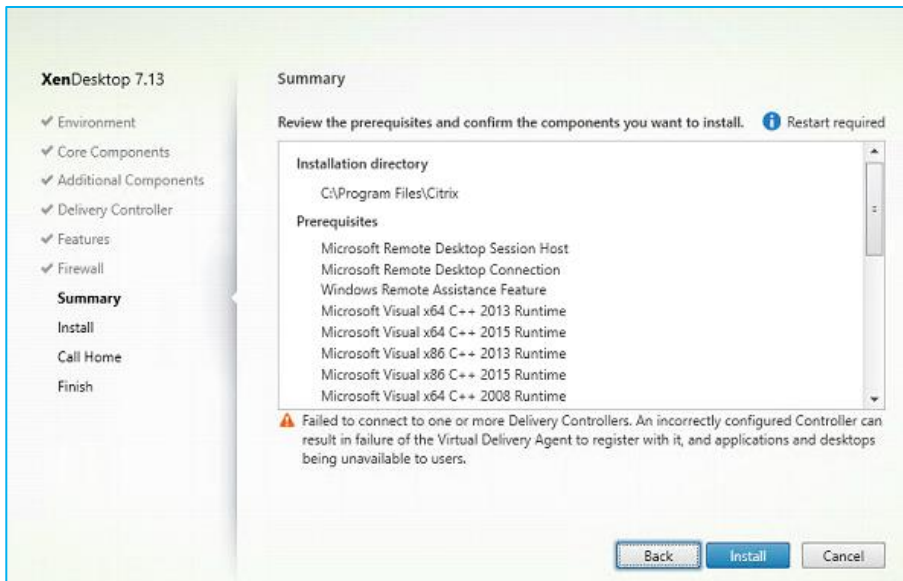 XenDesktop 7.13
Environment
Core Components
Additional Components
Delivery Controller
Features
Firewall
Summary
Install
Call Home
Finish
Summary
Review the prerequisites and confirm the components you want to install.
Restart required
Installation directory
C:\Program Files\Citrix
Prerequisites
Microsoft Remote Desktop Session Host
Microsoft Remote Desktop Connection
Windows Remote Assistance Feature
Microsoft Visual x64 C++ 2013 Runtime
Microsoft Visual x64 C++ 2015 Runtime
Microsoft Visual x86 C++ 2013 Runtime
Microsoft Visual x86 C++ 2015 Runtime
Microsoft Visual x64 C++ 2008 Runtime
Failed to connect to one or more Delivery Controllers. An incorrectly configured Controller can
result in failure of the Virtual Delivery Agent to register with it, and applications and desktops
being unavailable to users.
Back
Install
Cancel